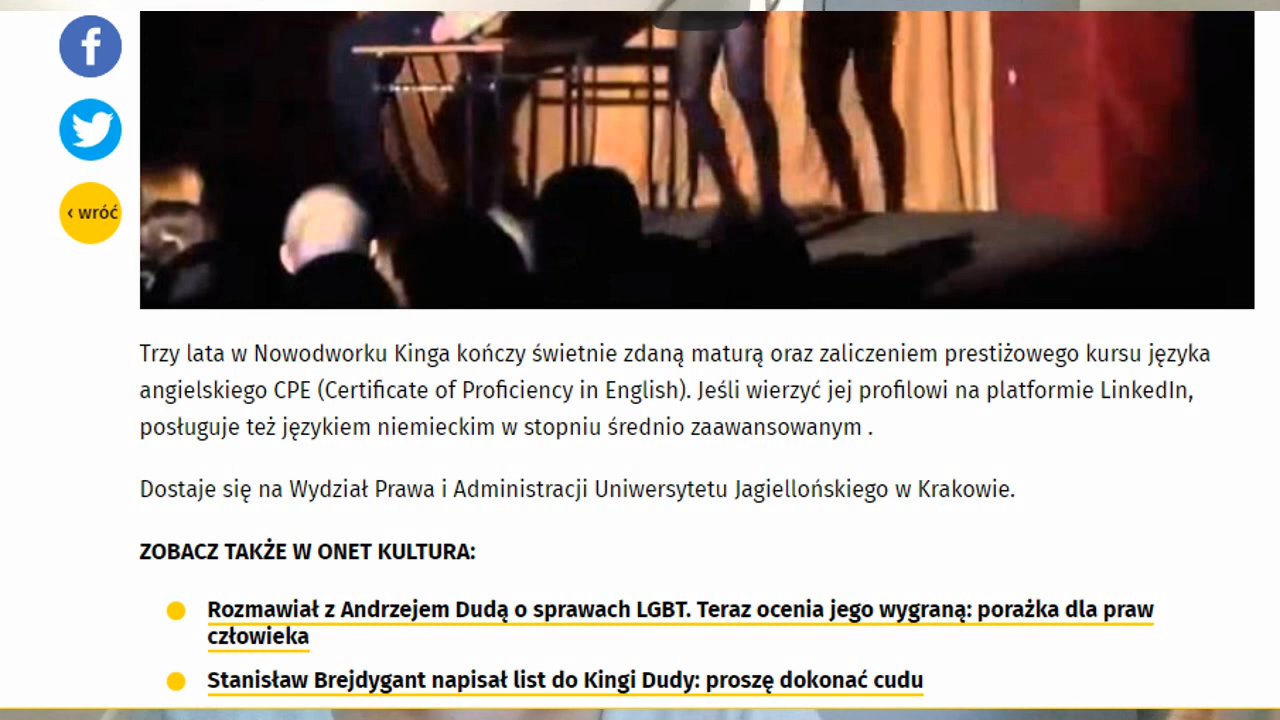 ‹ wróć
Trzy lata w Nowodworku Kinga kończy świetnie zdaną maturą oraz zaliczeniem prestiżowego kursu języka
angielskiego CPE (Certificate of Proficiency in English). Jeśli wierzyć jej profilowi na platformie LinkedIn,
posługuje też językiem niemieckim w stopniu średnio zaawansowanym .
Dostaje się na Wydział Prawa i Administracji Uniwersytetu Jagiellońskiego w Krakowie.
ZOBACZ TAKŻE W ONET KULTURA:
Rozmawiał z Andrzejem Dudą o sprawach LGBT. Teraz ocenia jego wygraną: porażka dla praw
człowieka
Stanisław Brejdygant napisał list do Kingi Dudy: proszę dokonać cudu